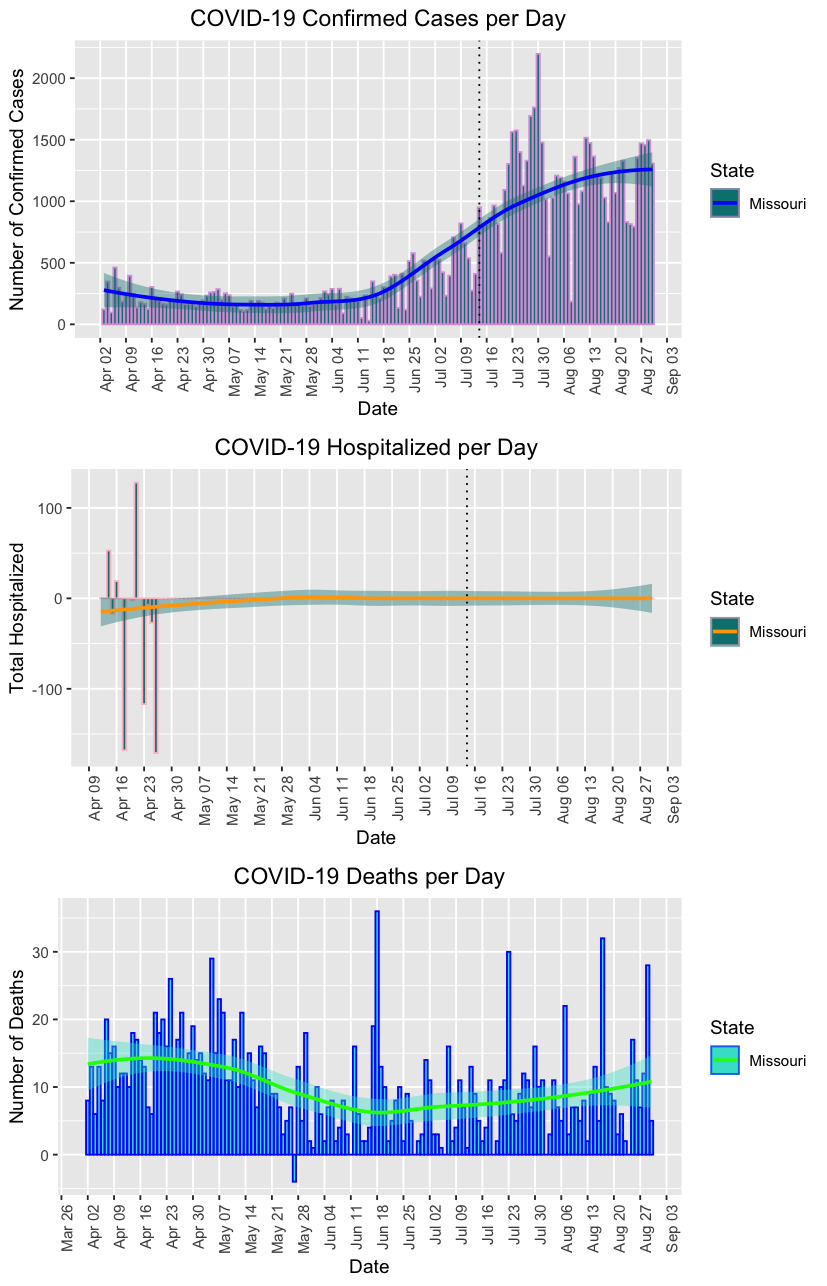 COVID-19 Confirmed Cases per Day
Number of Confirmed Cases
2000
1500
1000
500
0
Apr 02
Apr 09
Apr 16
Apr 23
Apr 30
May 07
May 14
May 21
May 28
Jun 04
Jun 11
Jun 18
Jun 25
Jul 02
Jul 09
Jul 16
Jul 23
Jul 30
Aug 06
Aug 13
Aug 20
Aug 27
Sep 03
Date
State
Missouri
COVID-19 Hospitalized per Day
Total Hospitalized
100
0
-100
Apr 09
Apr 16
Apr 23
Apr 30
May 07
May 14
May 21
May 28
Jun 04
Jun 11
Jun 18
Jun 25
Jul 02
Jul 09
Jul 16
Jul 23
Jul 30
Aug 06
Aug 13
Aug 20
Aug 27
Sep 03
Date
State
Missouri
COVID-19 Deaths per Day
Number of Deaths
30
20
10
0
Mar 26
Apr 02
Apr 09
Apr 16
Apr 23
Apr 30
May 07
May 14
May 21
May 28
Jun 04
Jun 11
Jun 18
Jun 25
Jul 02
Jul 09
Jul 16
Jul 23
Jul 30
Aug 06
Aug 13
Aug 20
Aug 27
Sep 03
Date
State
Missouri